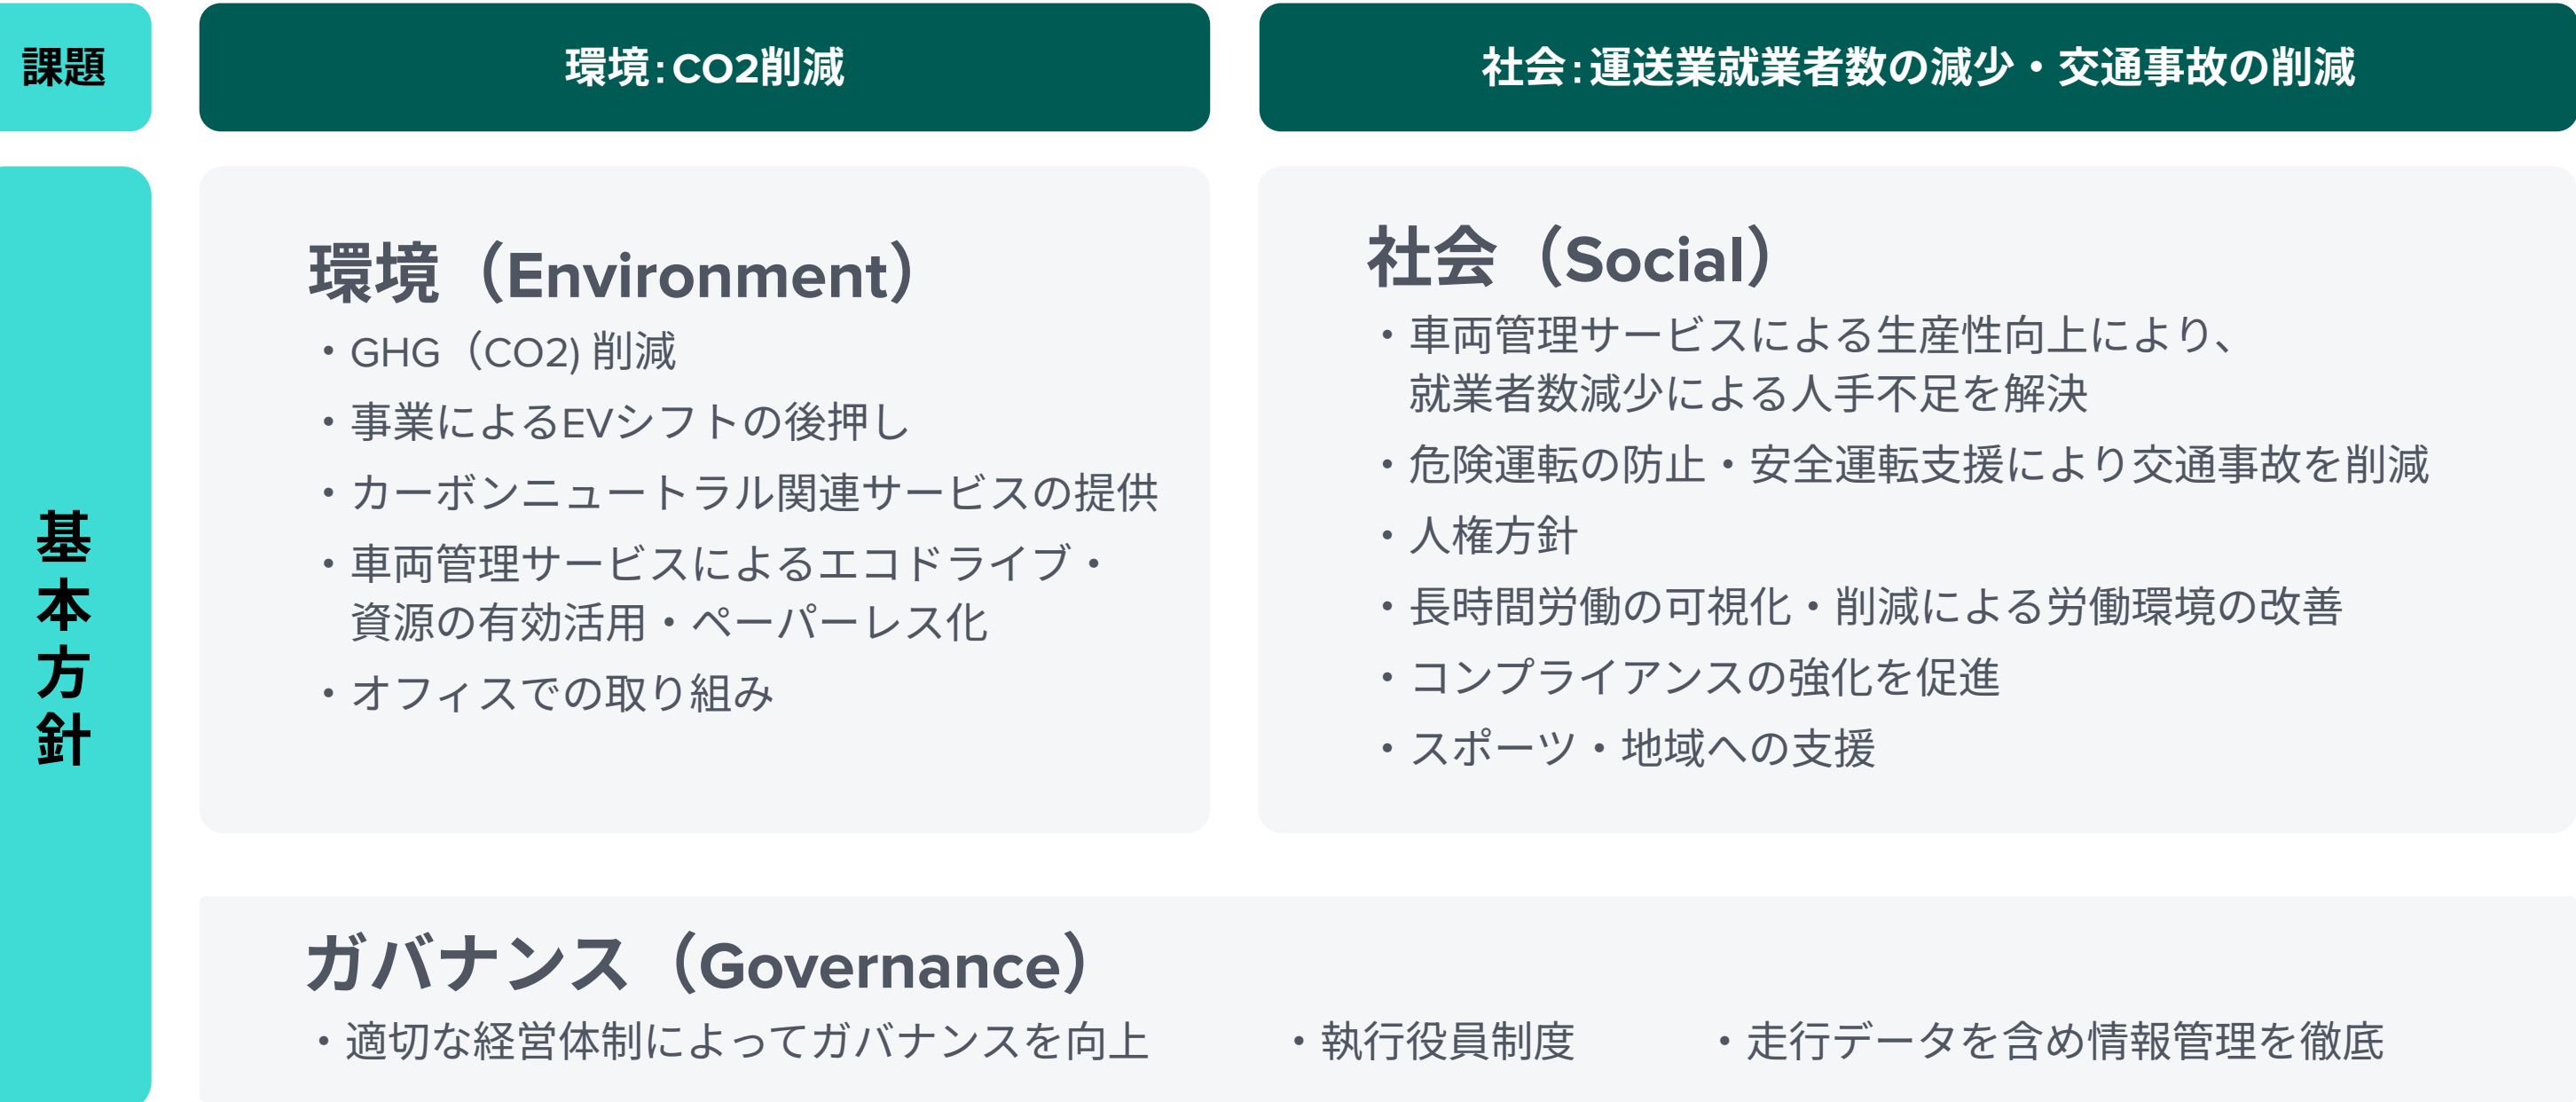 課題
環境：CO2削減
社会：運送業就業者数の減少・交通事故の削減
基本方針
環境（Environment）
・GHG（CO2) 削減
・事業によるEVシフトの後押し
・カーボンニュートラル関連サービスの提供
・車両管理サービスによるエコドライブ・
資源の有効活用・ペーパーレス化
・オフィスでの取り組み
社会（Social）
・車両管理サービスによる生産性向上により、
就業者数減少による人手不足を解決
・危険運転の防止・安全運転支援により交通事故を削減
・人権方針
・長時間労働の可視化・削減による労働環境の改善
・コンプライアンスの強化を促進
・スポーツ・地域への支援
ガバナンス（Governance）
・適切な経営体制によってガバナンスを向上 ・執行役員制度 ・走行データを含め情報管理を徹底